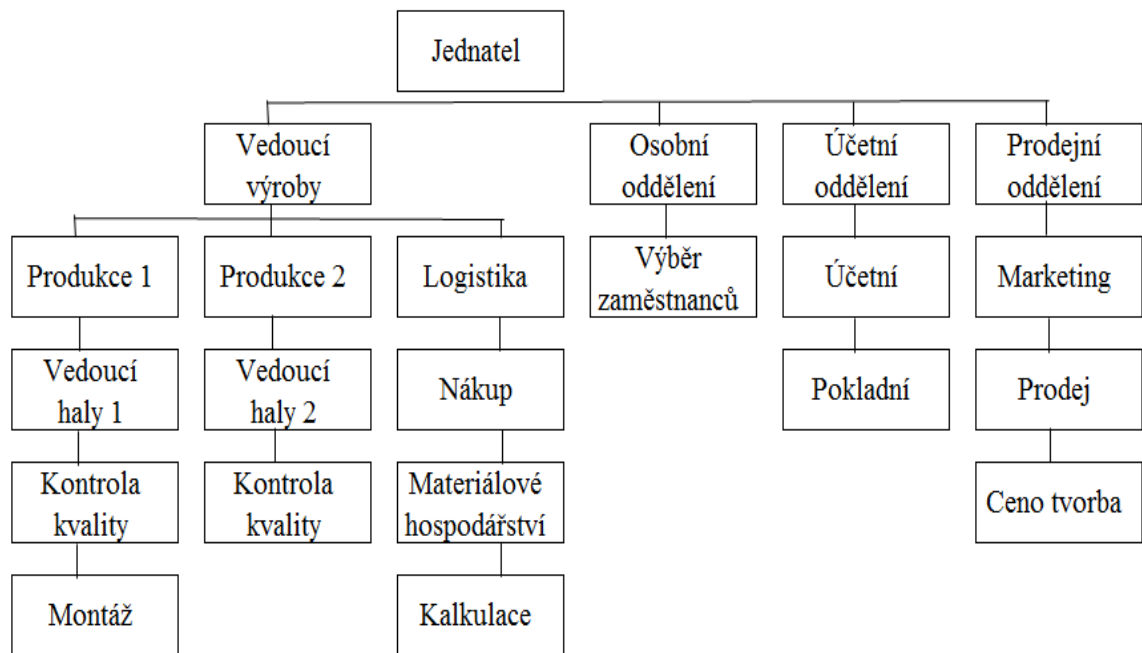 Jednatel
Vedoucí
výroby
Osobní
oddělení
Účetní
oddělení
Prodejní
oddělení
Produkce 1
Produkce 2
Logistika
Výběr
zaměstnanců
Účetní
Marketing
Vedoucí
haly 1
Vedoucí
haly 2
Nákup
Pokladní
Prodej
Kontrola
kvality
Kontrola
kvality
Materiálové
hospodářství
Ceno tvorba
Montáž
Kalkulace